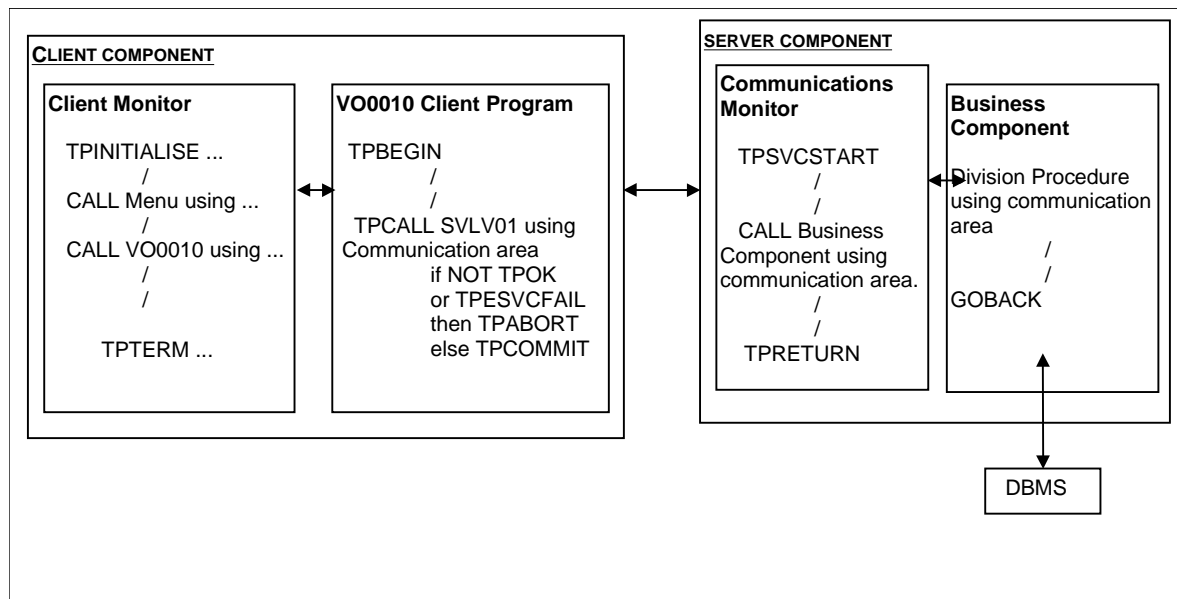 CLIENT COMPONENT
Client Monitor
TPINITIALISE ...
/
CALL Menu using ...
/
CALL VO0010 using ...
/
/
TPTERM ...
VO0010 Client Program
TPBEGIN
/
/
TPCALL SVLV01 using
Communication area
if NOT TPOK
or TPESVCFAIL
then TPABORT
else TPCOMMIT
SERVER COMPONENT
Communications
Monitor
TPSVCSTART
/
/
CALL Business
Component using
communication area.
/
/
TPRETURN
Business
Component
Division Procedure
using communication
area
/
/
GOBACK
DBMS